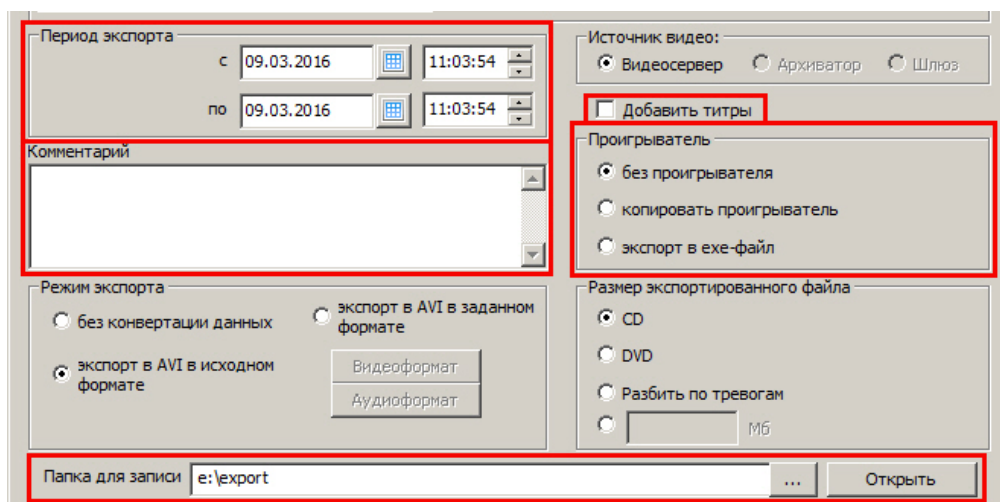 Период экспорта
с 09.03.2016 11:03:54
по 09.03.2016 11:03:54
Комментарий
Источник видео:
Видеосервер Архиватор Шлюз
Добавить титры
Проигрыватель
без проигрывателя
копировать проигрыватель
экспорт в exe-файл
Режим экспорта
без конвертации данных
экспорт в AVI в исходном
формате
экспорт в AVI в заданном
формате
Видеоформат
Аудиоформат
Размер экспортированного файла
CD
DVD
Разбить по тревогам
Мб
Папка для записи e:\export ... Открыть